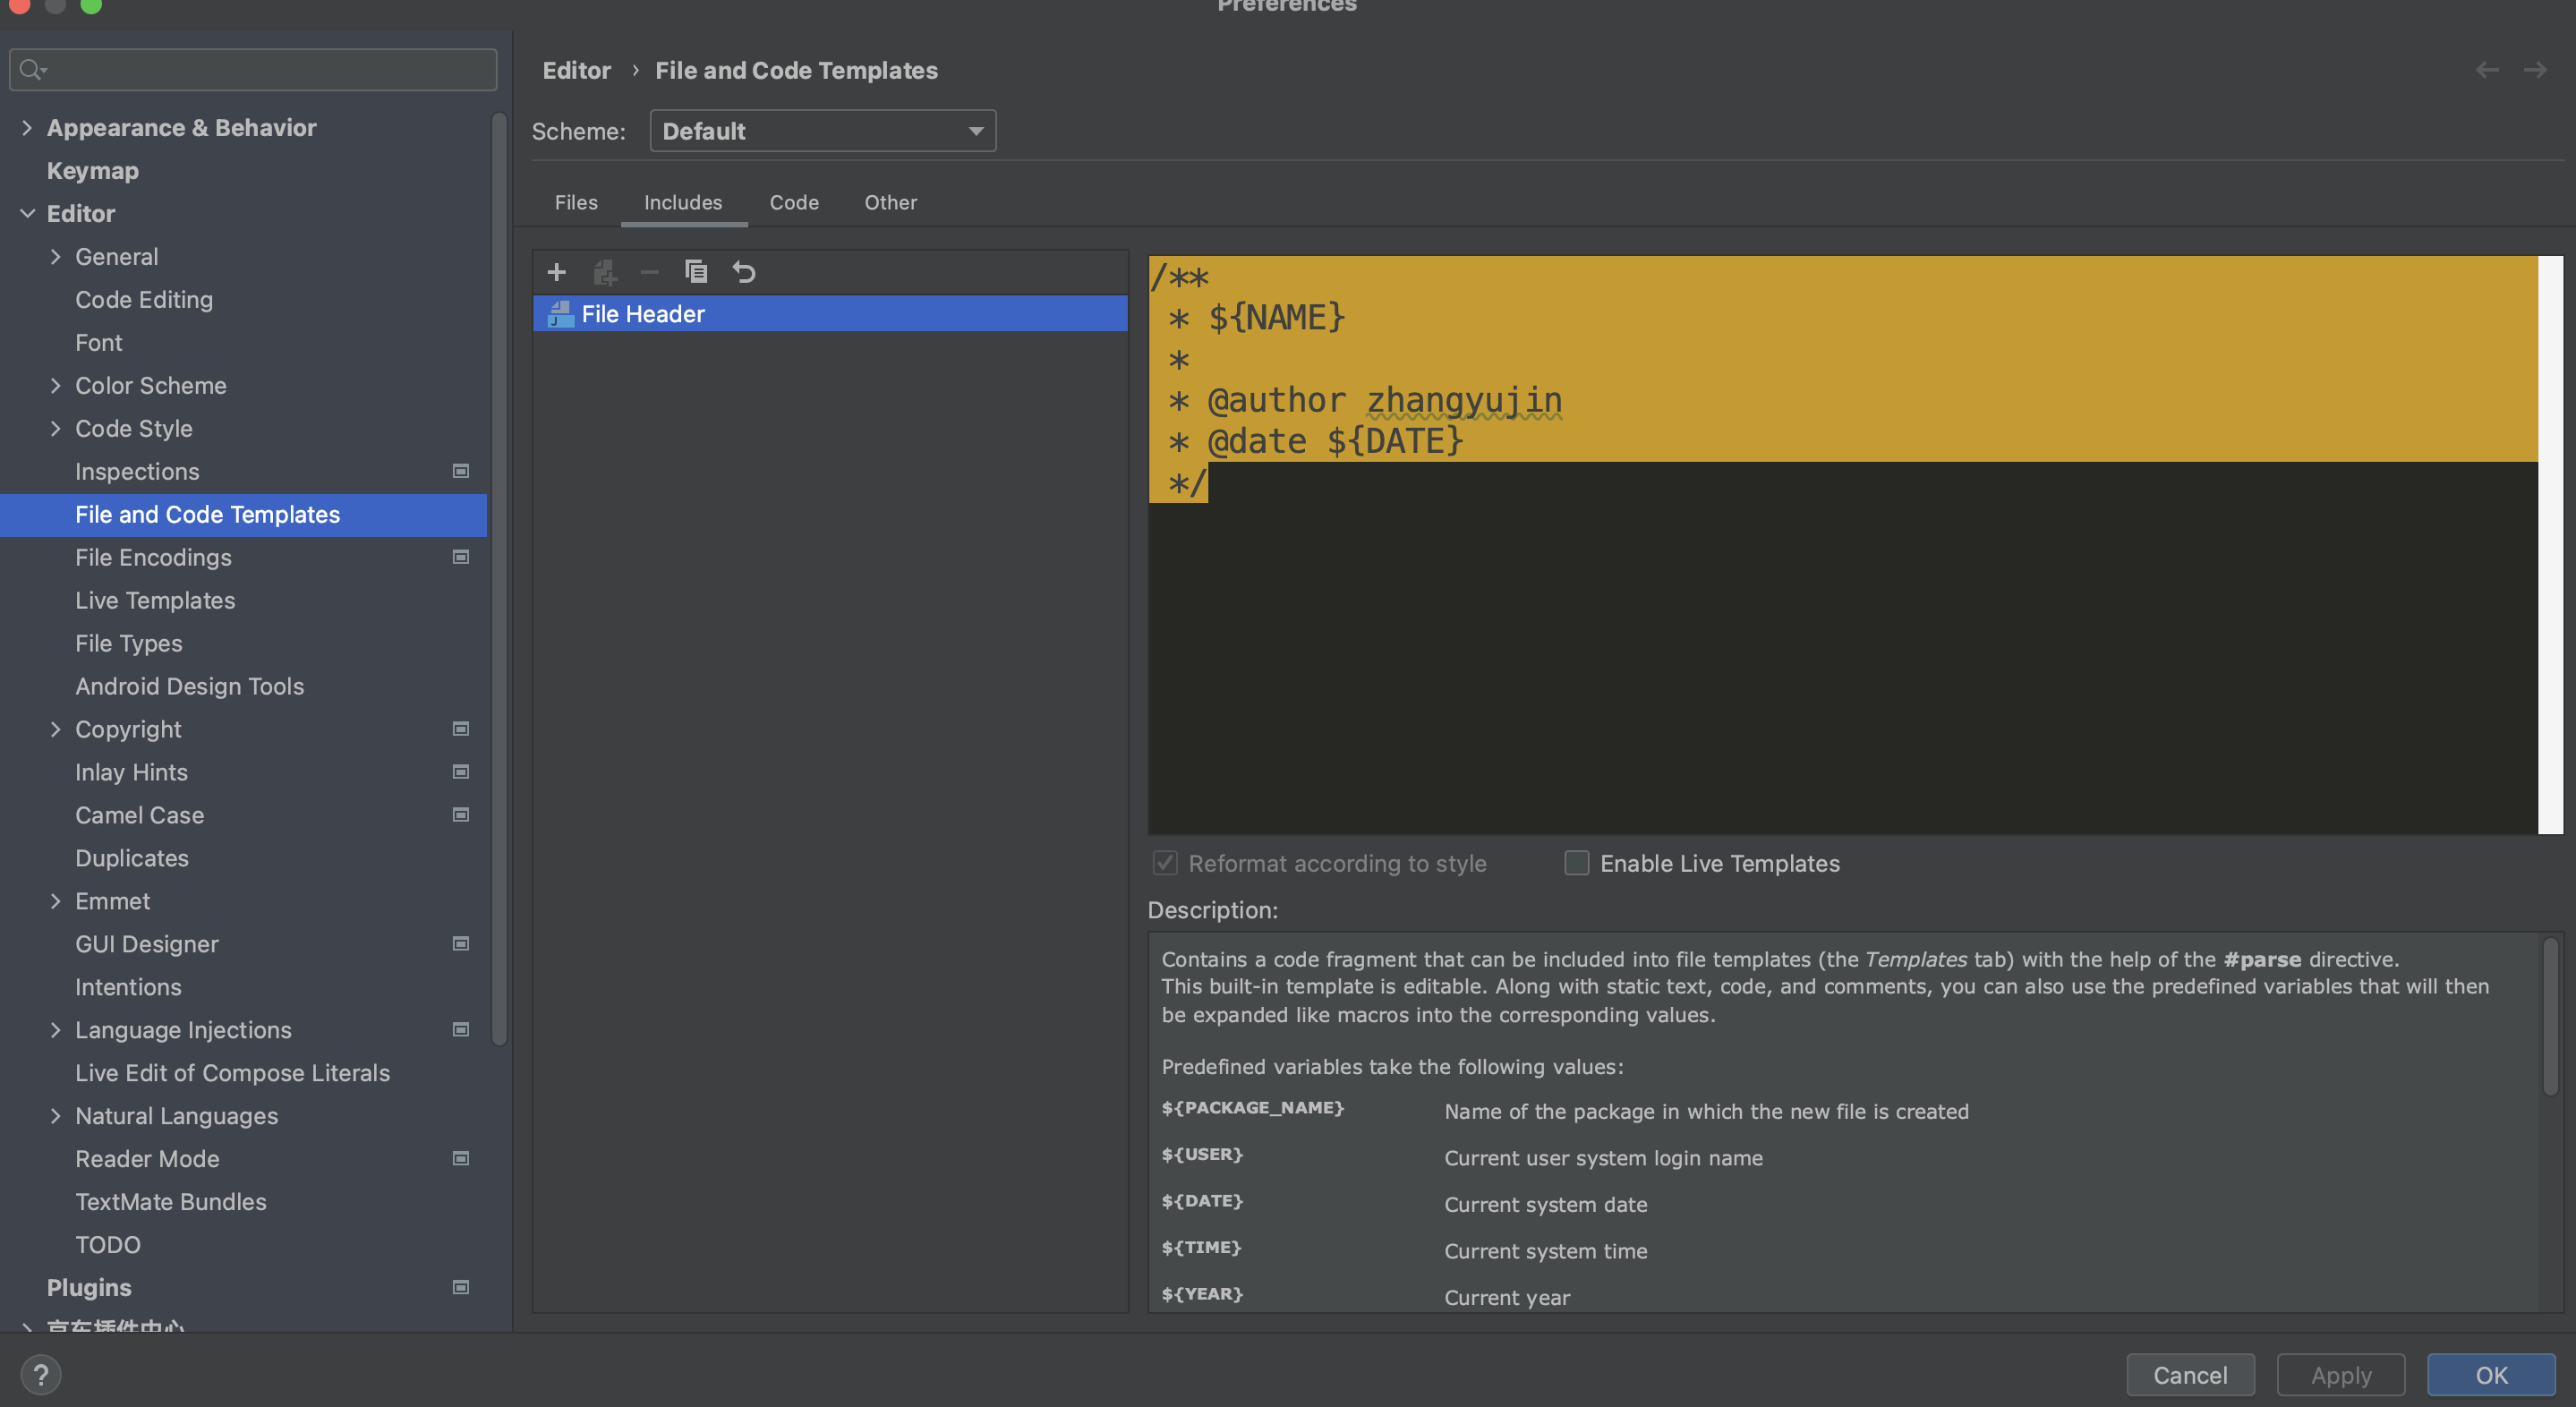 Preferences
Editor › File and Code Templates
Scheme: Default
Files Includes Code Other
Appearance & Behavior
Keymap
Editor
General
Code Editing
Font
Color Scheme
Code Style
Inspections
File and Code Templates
File Encodings
Live Templates
File Types
Android Design Tools
Copyright
Inlay Hints
Camel Case
Duplicates
Emmet
GUI Designer
Intentions
Language Injections
Live Edit of Compose Literals
Natural Languages
Reader Mode
TextMate Bundles
TODO
Plugins
京东插件中心
File Header
/**
 * ${NAME}
 *
 * @author zhangyujin
 * @date ${DATE}
 */
Reformat according to style Enable Live Templates
Description:
Contains a code fragment that can be included into file templates (the Templates tab) with the help of the #parse directive.
This built-in template is editable. Along with static text, code, and comments, you can also use the predefined variables that will then
be expanded like macros into the corresponding values.
Predefined variables take the following values:
${PACKAGE_NAME} Name of the package in which the new file is created
${USER} Current user system login name
${DATE} Current system date
${TIME} Current system time
${YEAR} Current year
? Cancel Apply OK